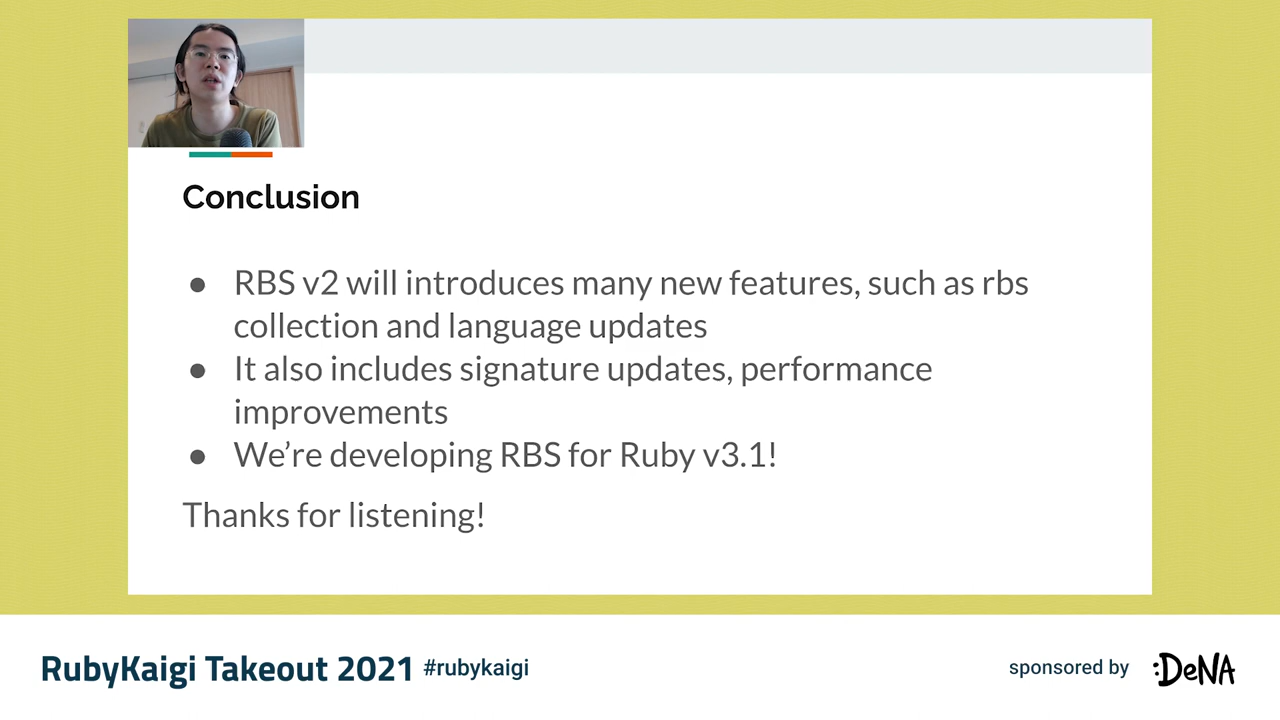 Conclusion
● RBS v2 will introduces many new features, such as rbs
collection and language updates
● It also includes signature updates, performance
improvements
● We’re developing RBS for Ruby v3.1!
Thanks for listening!
RubyKaigi Takeout 2021 #rubykaigi
sponsored by :DeNA